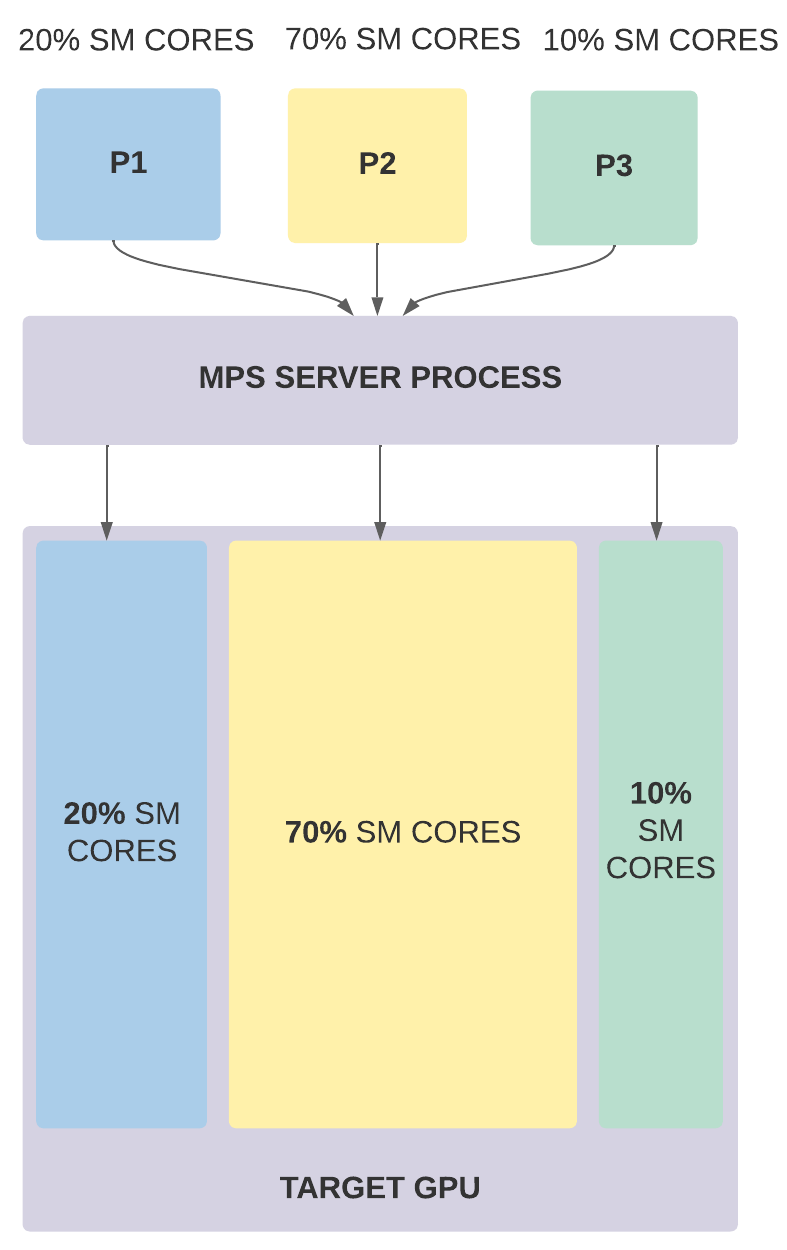 20% SM CORES
70% SM CORES
10% SM CORES
P1
P2
P3
MPS SERVER PROCESS
20% SM
CORES
70% SM CORES
10%
SM
CORES
TARGET GPU